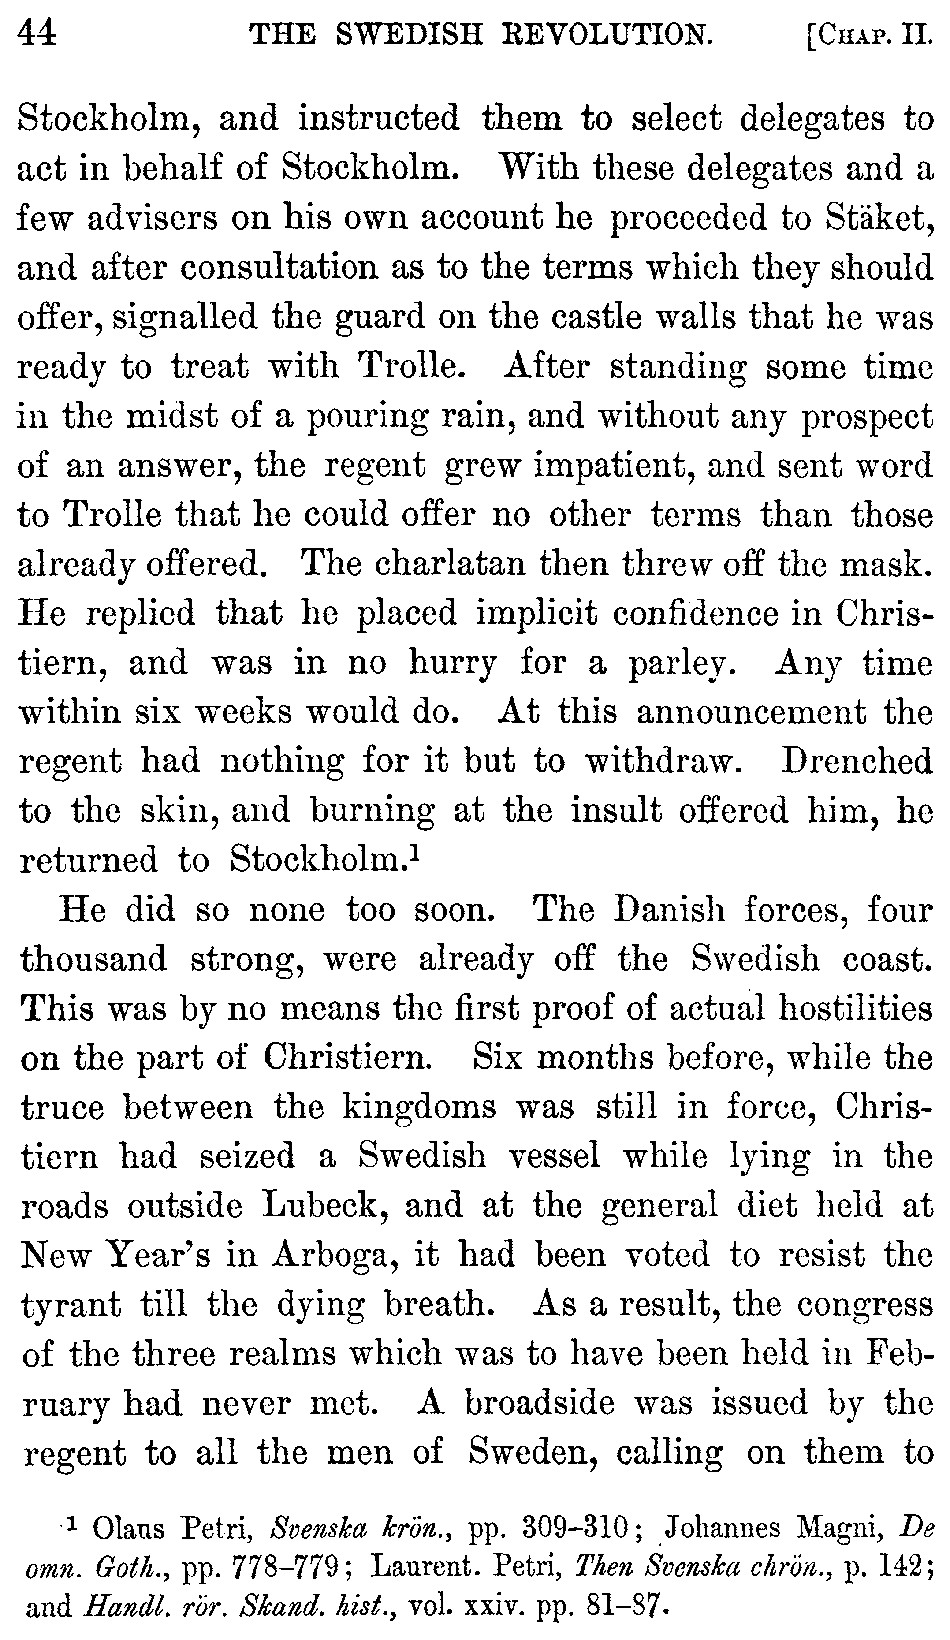 44 THE SWEDISH REVOLUTION. [CHAP. II.
Stockholm, and instructed them to select delegates to
act in behalf of Stockholm. With these delegates and a
few advisers on his own account he proceeded to Stäket,
and after consultation as to the terms which they should
offer, signalled the guard on the castle walls that he was
ready to treat with Trolle. After standing some time
in the midst of a pouring rain, and without any prospect
of an answer, the regent grew impatient, and sent word
to Trolle that he could offer no other terms than those
already offered. The charlatan then threw off the mask.
He replied that he placed implicit confidence in Chris-
tiern, and was in no hurry for a parley. Any time
within six weeks would do. At this announcement the
regent had nothing for it but to withdraw. Drenched
to the skin, and burning at the insult offered him, he
returned to Stockholm.¹
He did so none too soon. The Danish forces, four
thousand strong, were already off the Swedish coast.
This was by no means the first proof of actual hostilities
on the part of Christiern. Six months before, while the
truce between the kingdoms was still in force, Chris-
tiern had seized a Swedish vessel while lying in the
roads outside Lubeck, and at the general diet held at
New Year's in Arboga, it had been voted to resist the
tyrant till the dying breath. As a result, the congress
of the three realms which was to have been held in Feb-
ruary had never met. A broadside was issued by the
regent to all the men of Sweden, calling on them to
¹ Olaus Petri, Svenska krön., pp. 309–310; Johannes Magni, De
omn. Goth., pp. 778–779; Laurent. Petri, Then Svenska chrön., p. 142;
and Handl. rör. Skand. hist., vol. xxiv. pp. 81–87.